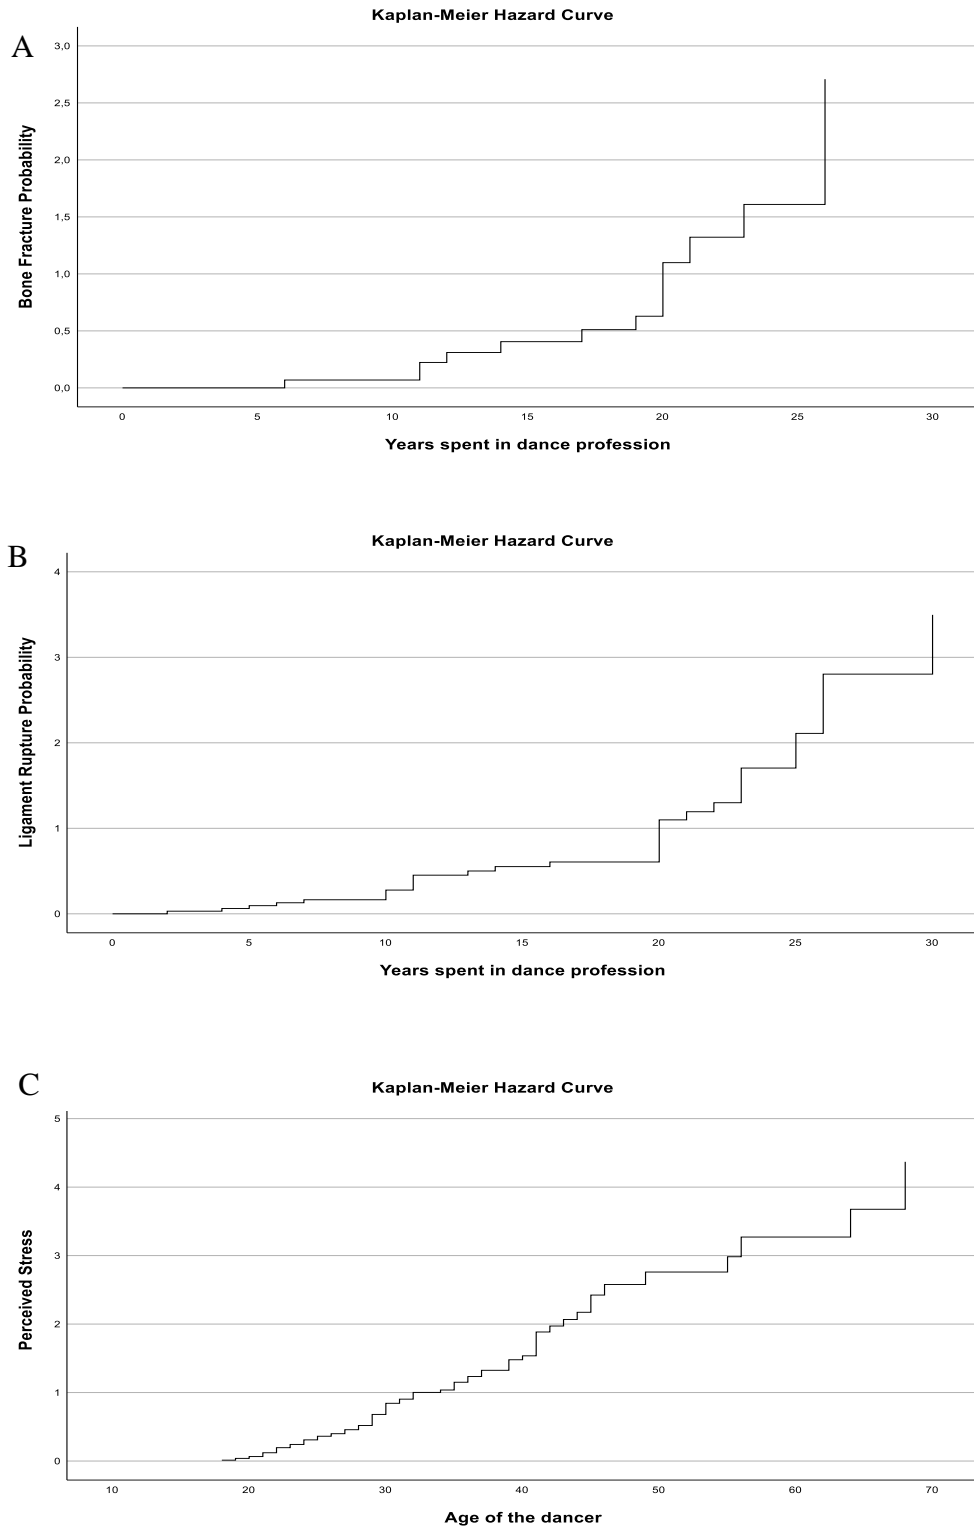 Kaplan-Meier Hazard Curve
A
3,0
2,5
2,0
1,5
1,0
0,5
0,0
Bone Fracture Probability
0 5 10 15 20 25 30
Years spent in dance profession
Kaplan-Meier Hazard Curve
B
4
3
2
1
0
Ligament Rupture Probability
0 5 10 15 20 25 30
Years spent in dance profession
Kaplan-Meier Hazard Curve
C
5
4
3
2
1
0
Perceived Stress
10 20 30 40 50 60 70
Age of the dancer